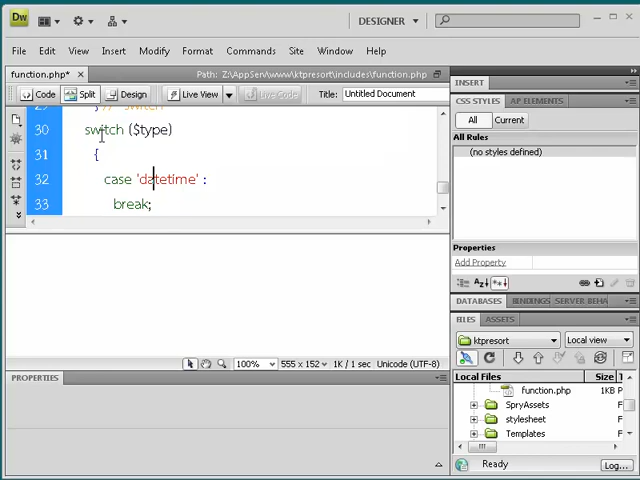 Dw
DESIGNER
File Edit View Insert Modify Format Commands Site Window Help
function.php*
Path: Z:\AppServ\www\ktpresort\includes\function.php
Code Split Design Live View Live Code Title: Untitled Document
30 switch ($type)
31 {
32 case 'datetime' :
33 break;
100% 555 x 152 1K / 1 sec Unicode (UTF-8)
PROPERTIES
INSERT
CSS STYLES AP ELEMENTS
All Current
All Rules
(no styles defined)
Properties
Add Property
DATABASES BINDINGS SERVER BEHA
FILES ASSETS
ktpresort Local view
Local Files Size T
function.php 1KB P
SpryAssets F
stylesheet F
Templates F
Ready Log...